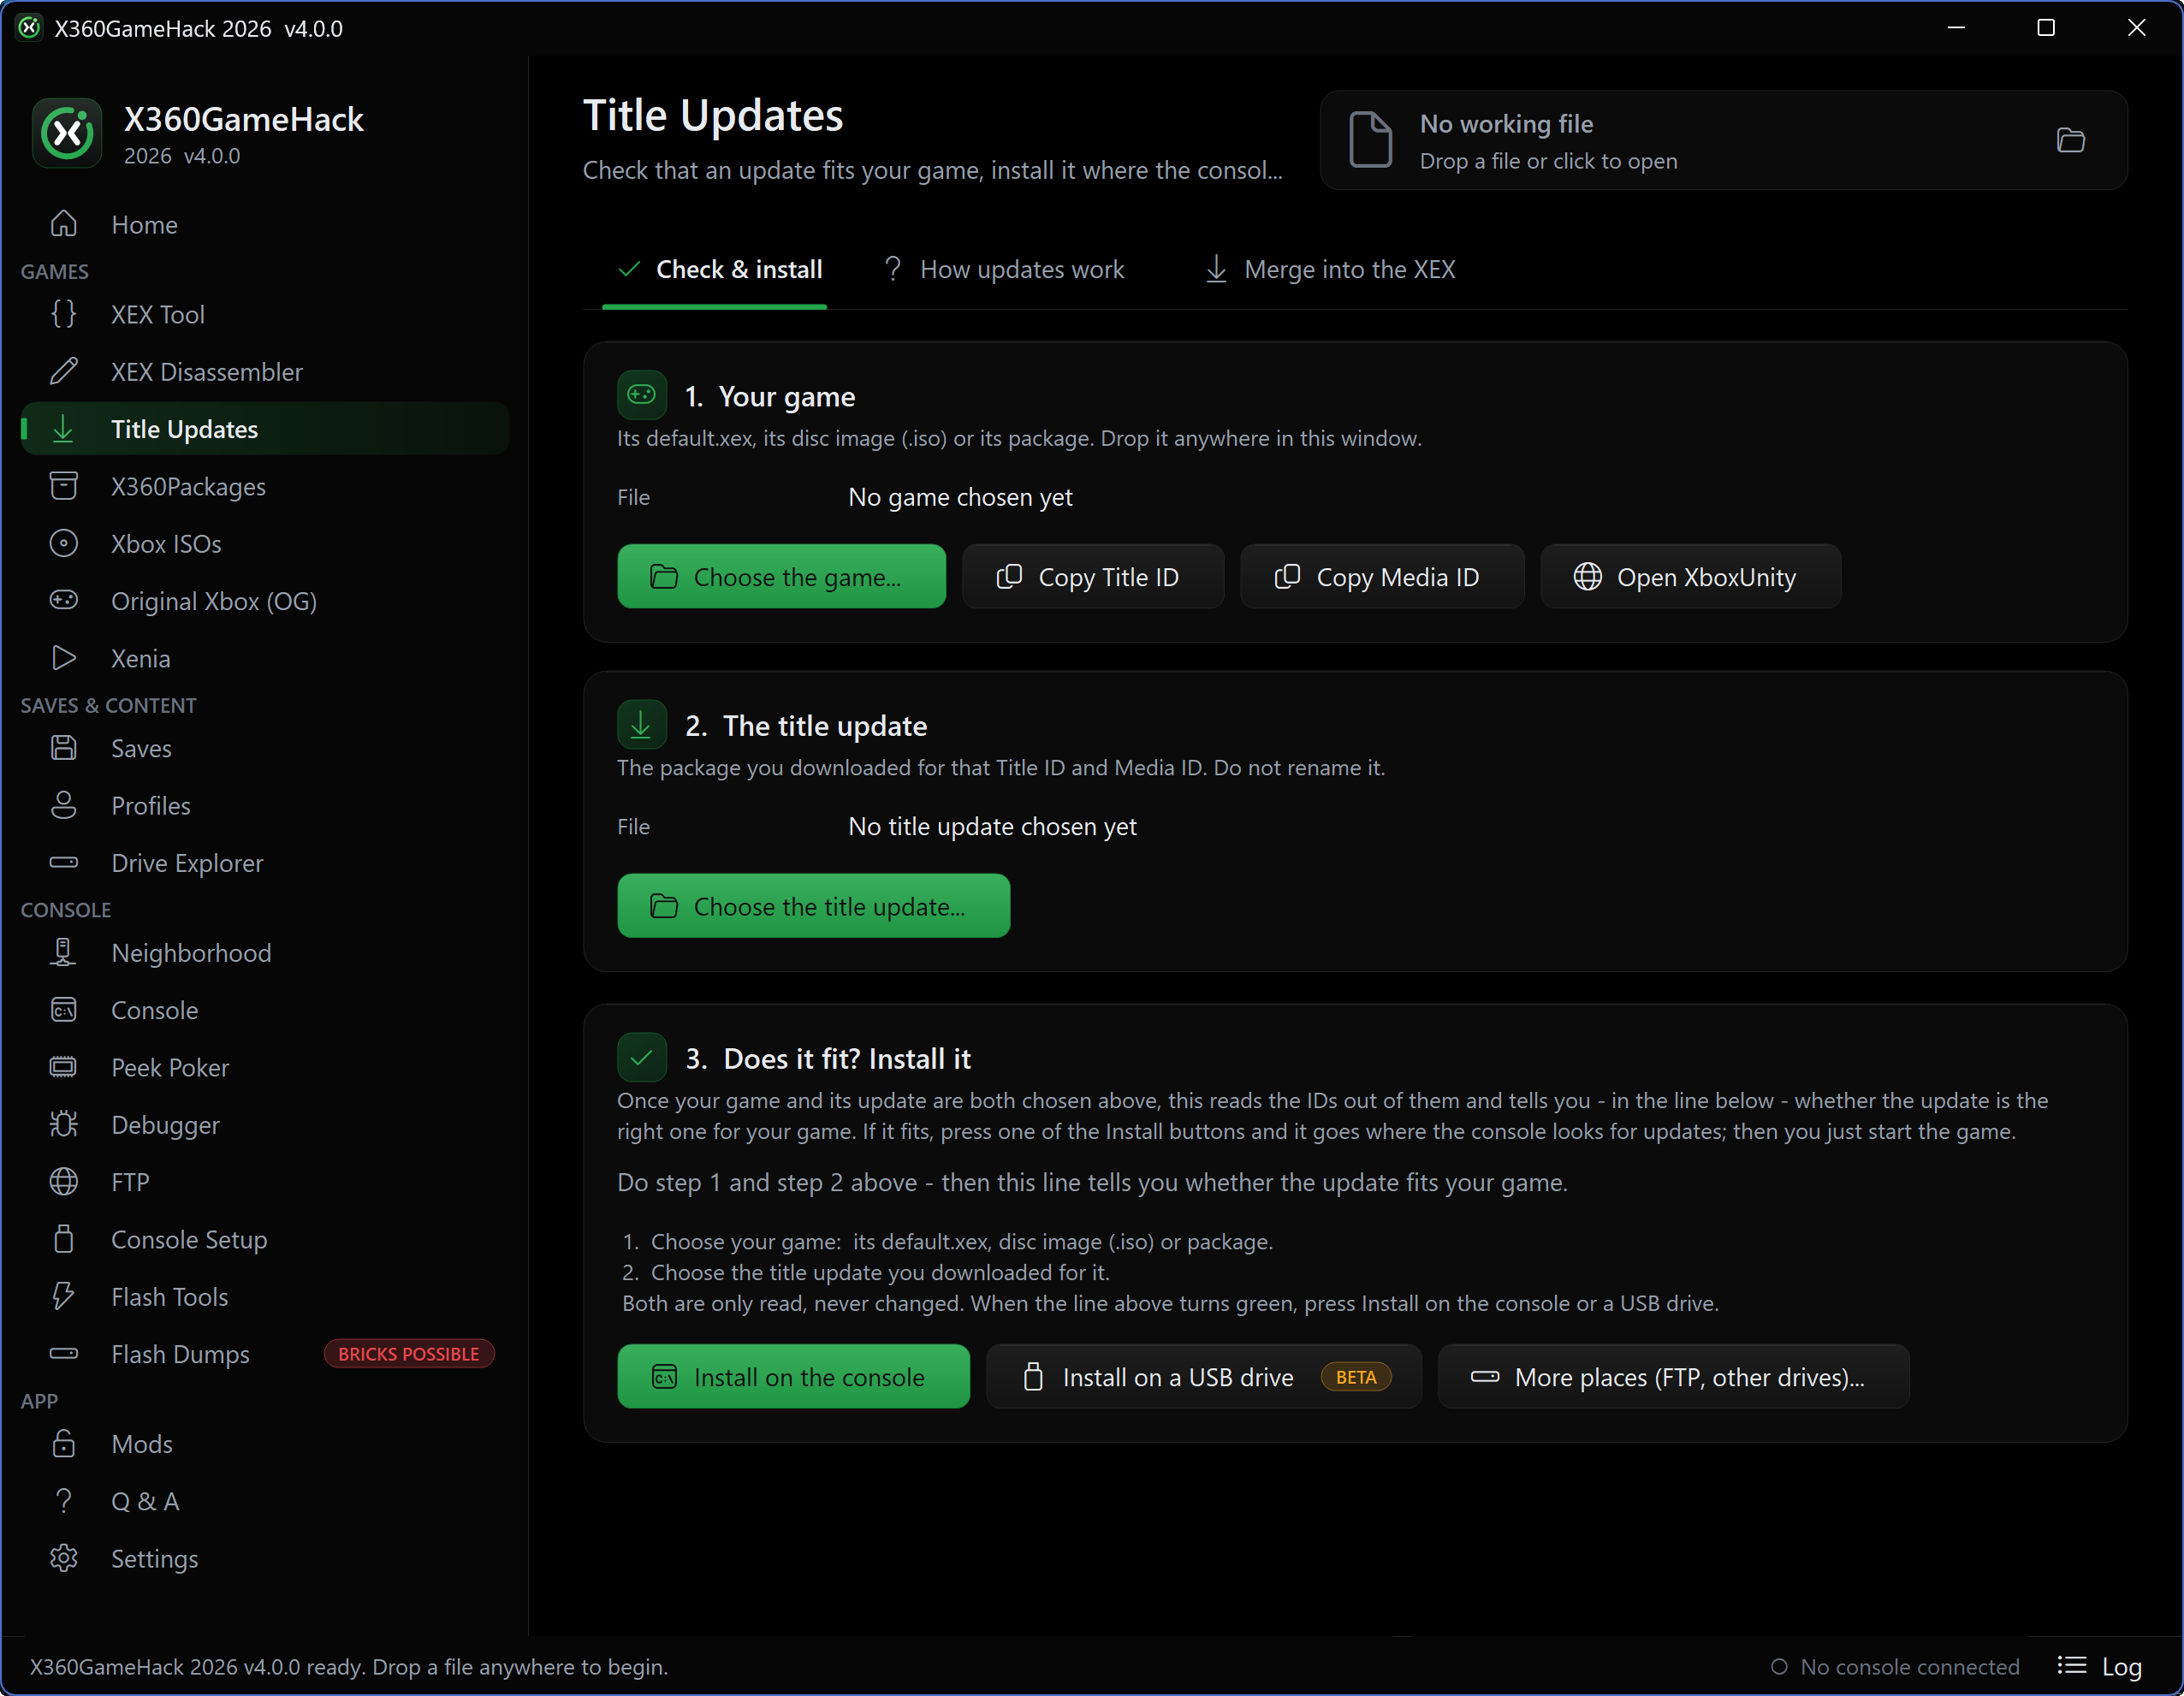 X360GameHack 2026 v4.0.0
X360GameHack
2026 v4.0.0
Home
GAMES
XEX Tool
XEX Disassembler
Title Updates
X360Packages
Xbox ISOs
Original Xbox (OG)
Xenia
SAVES & CONTENT
Saves
Profiles
Drive Explorer
CONSOLE
Neighborhood
Console
Peek Poker
Debugger
FTP
Console Setup
Flash Tools
Flash Dumps BRICKS POSSIBLE
APP
Mods
Q & A
Settings
Title Updates
Check that an update fits your game, install it where the consol...
No working file
Drop a file or click to open
Check & install How updates work Merge into the XEX
1. Your game
Its default.xex, its disc image (.iso) or its package. Drop it anywhere in this window.
File No game chosen yet
Choose the game... Copy Title ID Copy Media ID Open XboxUnity
2. The title update
The package you downloaded for that Title ID and Media ID. Do not rename it.
File No title update chosen yet
Choose the title update...
3. Does it fit? Install it
Once your game and its update are both chosen above, this reads the IDs out of them and tells you - in the line below - whether the update is the
right one for your game. If it fits, press one of the Install buttons and it goes where the console looks for updates; then you just start the game.
Do step 1 and step 2 above - then this line tells you whether the update fits your game.
1. Choose your game: its default.xex, disc image (.iso) or package.
2. Choose the title update you downloaded for it.
Both are only read, never changed. When the line above turns green, press Install on the console or a USB drive.
C:\ Install on the console Install on a USB drive BETA More places (FTP, other drives)...
X360GameHack 2026 v4.0.0 ready. Drop a file anywhere to begin.
No console connected Log